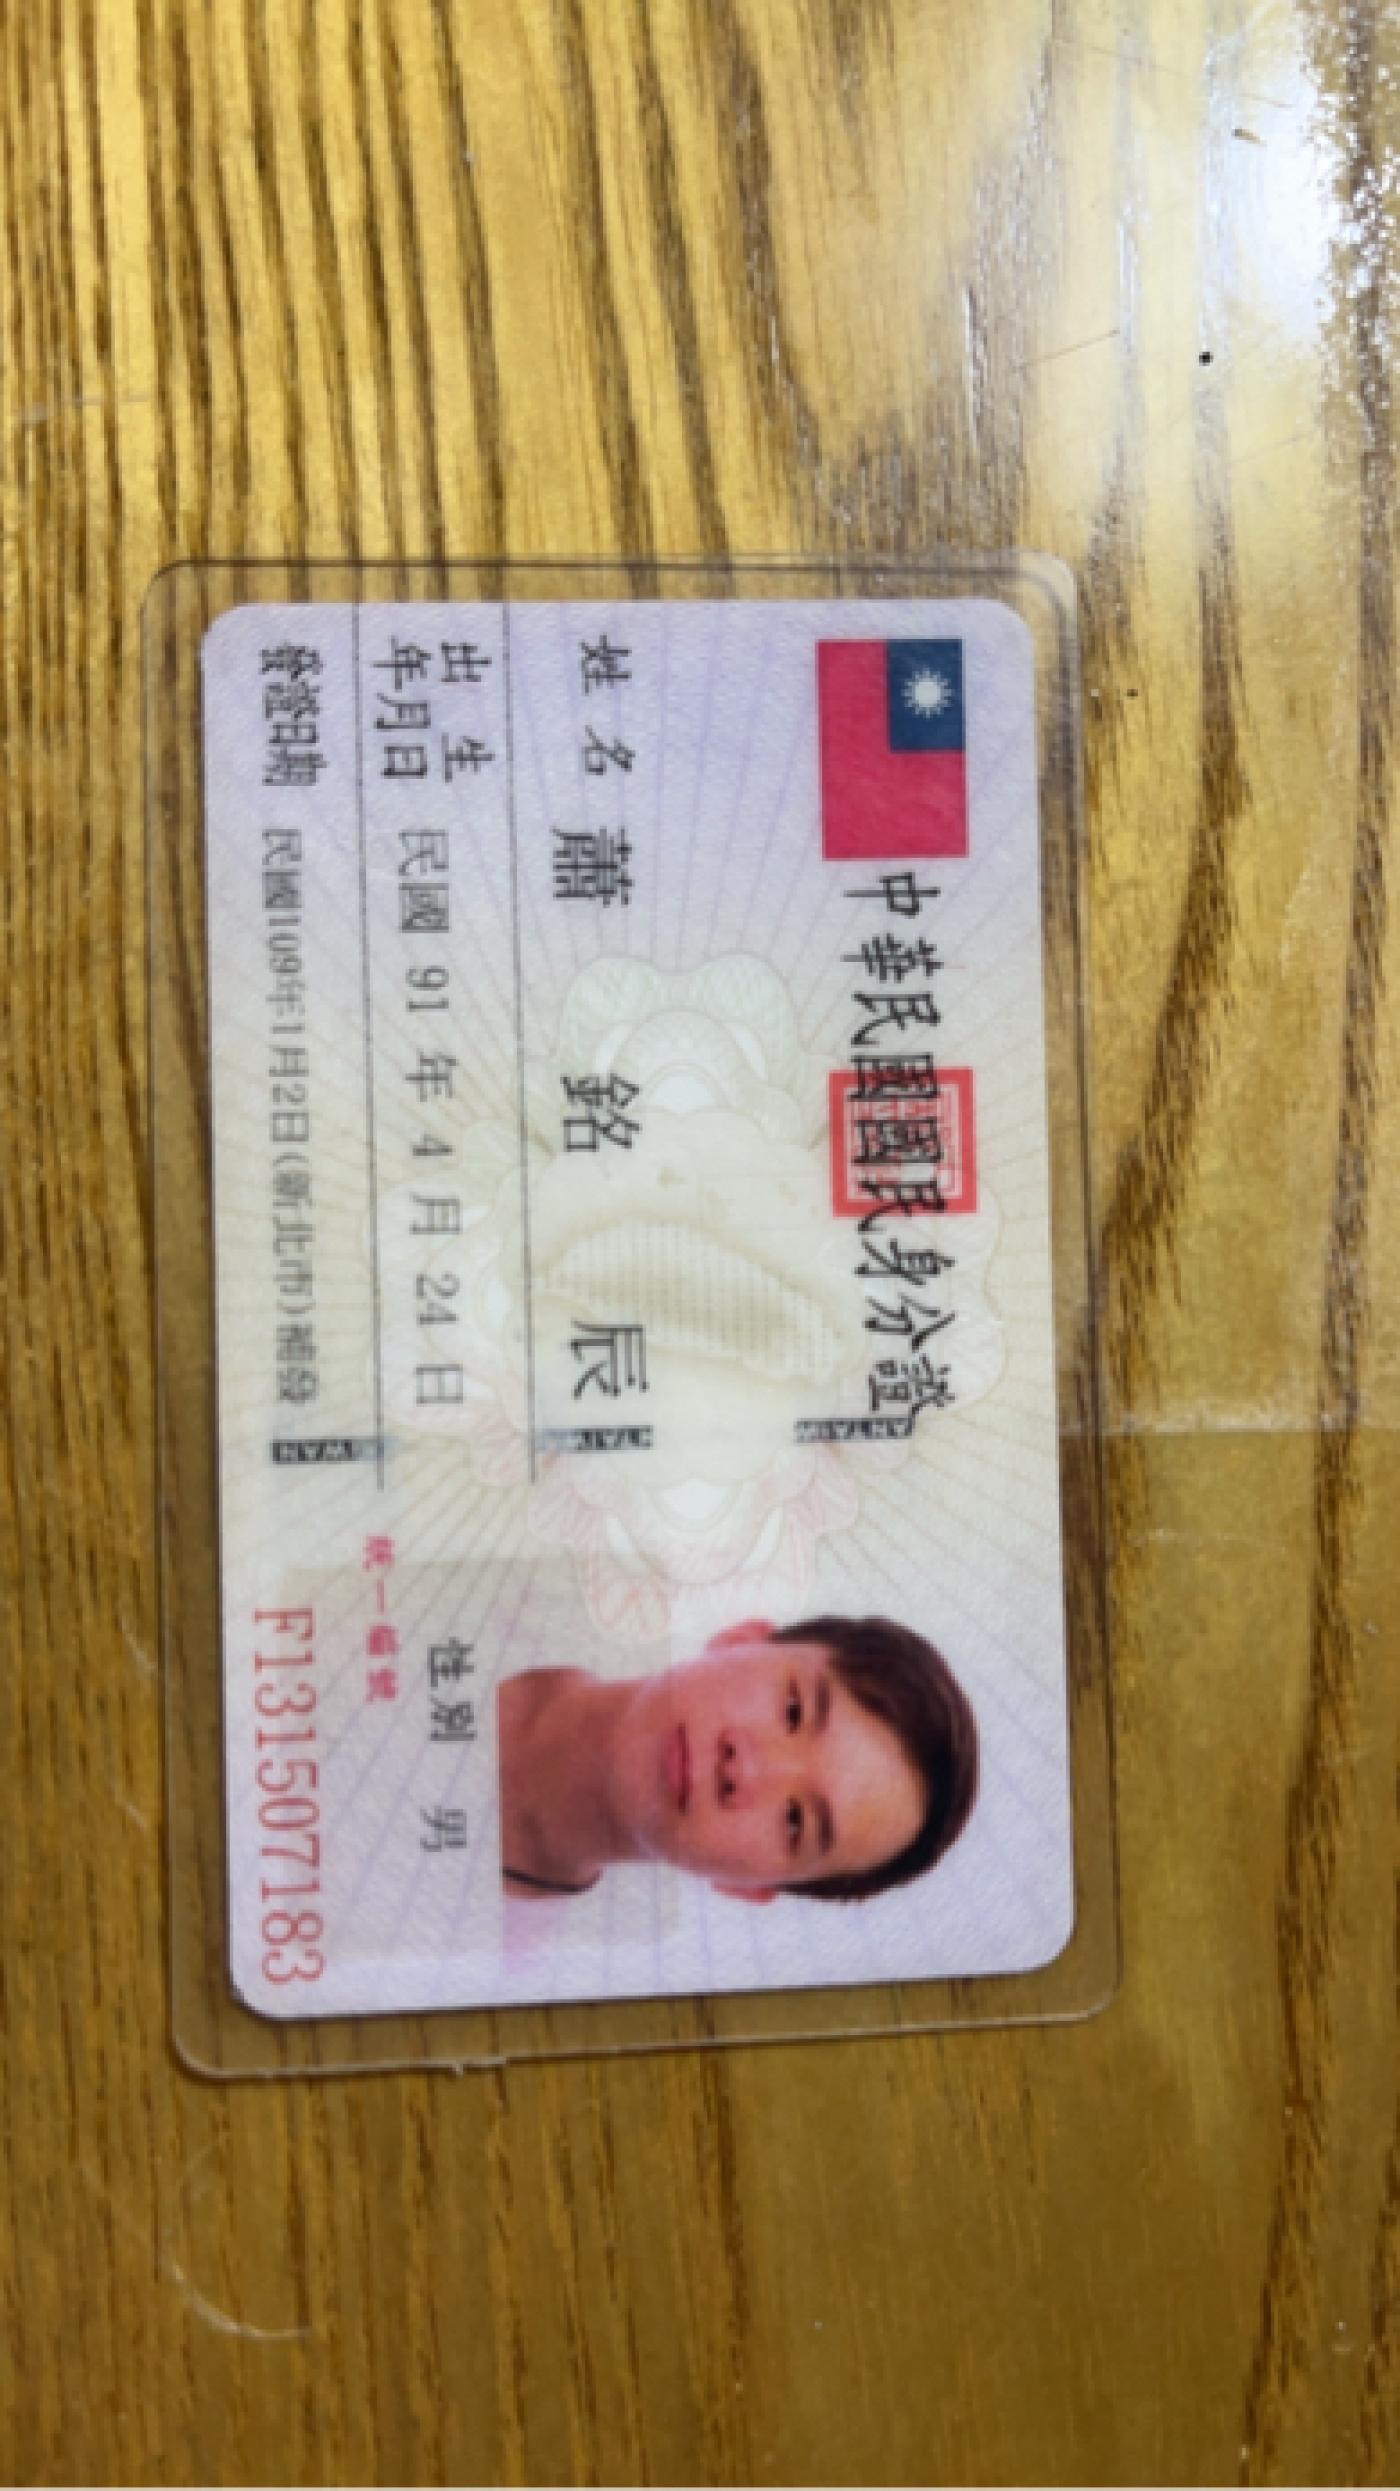 中華民國國民身分證
姓名 蕭銘辰
出生年月日 民國 91 年 4 月 24 日
性別 男
發證日期 民國109年1月2日(新北市)補發
統一編號
F131507183